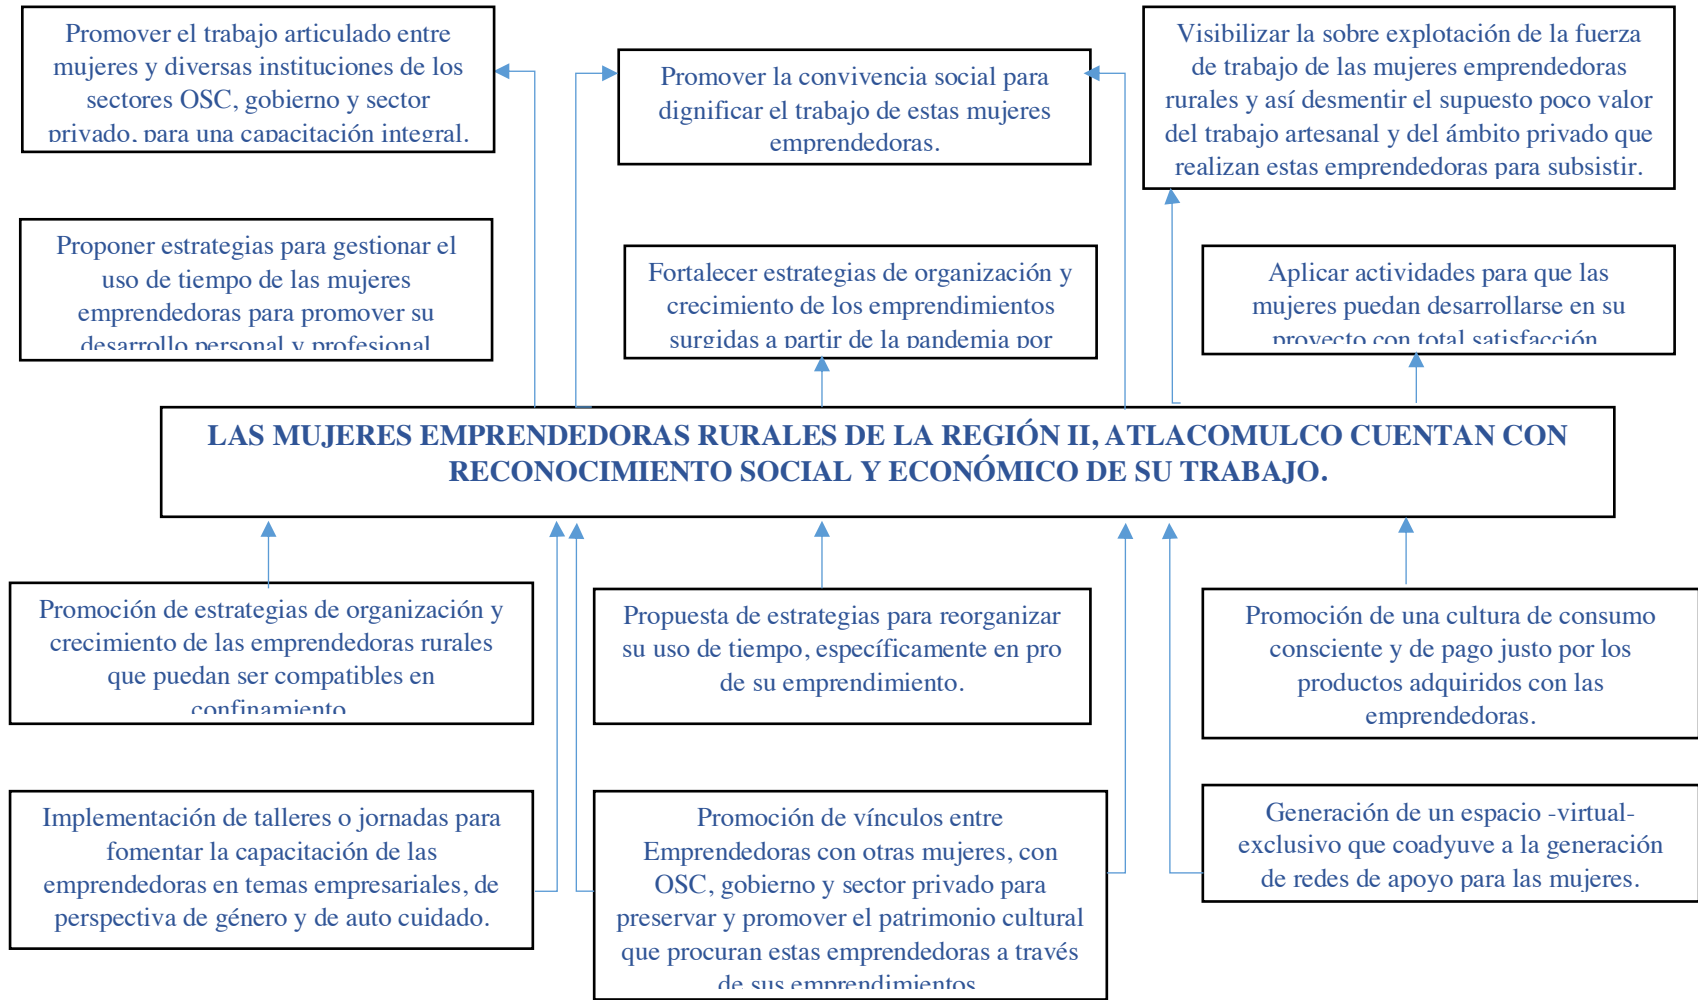 Promover el trabajo articulado entre
mujeres y diversas instituciones de los
sectores OSC, gobierno y sector
privado, para una capacitación integral.
Promover la convivencia social para
dignificar el trabajo de estas mujeres
emprendedoras.
Visibilizar la sobre explotación de la fuerza
de trabajo de las mujeres emprendedoras
rurales y así desmentir el supuesto poco valor
del trabajo artesanal y del ámbito privado que
realizan estas emprendedoras para subsistir.
Proponer estrategias para gestionar el
uso de tiempo de las mujeres
emprendedoras para promover su
desarrollo personal y profesional
Fortalecer estrategias de organización y
crecimiento de los emprendimientos
surgidas a partir de la pandemia por
Aplicar actividades para que las
mujeres puedan desarrollarse en su
proyecto con total satisfacción
LAS MUJERES EMPRENDEDORAS RURALES DE LA REGIÓN II, ATLACOMULCO CUENTAN CON
RECONOCIMIENTO SOCIAL Y ECONÓMICO DE SU TRABAJO.
Promoción de estrategias de organización y
crecimiento de las emprendedoras rurales
que puedan ser compatibles en
confinamiento
Propuesta de estrategias para reorganizar
su uso de tiempo, específicamente en pro
de su emprendimiento.
Promoción de una cultura de consumo
consciente y de pago justo por los
productos adquiridos con las
emprendedoras.
Implementación de talleres o jornadas para
fomentar la capacitación de las
emprendedoras en temas empresariales, de
perspectiva de género y de auto cuidado.
Promoción de vínculos entre
Emprendedoras con otras mujeres, con
OSC, gobierno y sector privado para
preservar y promover el patrimonio cultural
que procuran estas emprendedoras a través
de sus emprendimientos
Generación de un espacio -virtual-
exclusivo que coadyuve a la generación
de redes de apoyo para las mujeres.